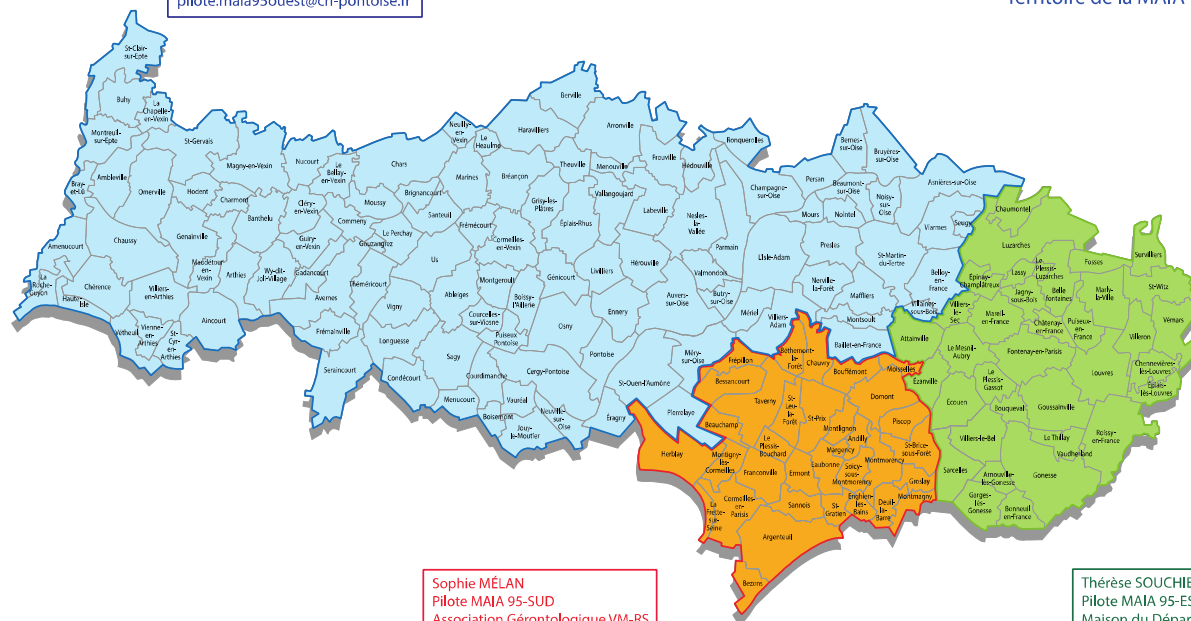 pilote.maia95ouest@ch-pontoise.fr
Territoire de la MAIA
St-Clair-
sur-Epte
Buhy
La
Chapelle-
en-Vexin
Montreuil-
sur-Epte
St-Gervais
Magny-en-Vexin
Nucourt
Le
Bellay-
en-Vexin
Chars
Neuilly-
en-
Vexin
Le
Heaulme
Haravilliers
Berville
Arronville
Ronquerolles
Bernes-
sur-Oise
Bruyères-
sur-Oise
Bray-
et-Lû
Ambleville
Omerville
Hodent
Charmont
Banthelu
Cléry-
en-Vexin
Commeny
Moussy
Brignancourt
Marines
Bréançon
Theuville
Menouville
Frouville
Hédouville
Champagne-
sur-Oise
Persan
Beaumont-
sur-Oise
Noisy-
sur-
Oise
Asnières-sur-Oise
Santeuil
Grisy-les-
Plâtres
Vallangoujard
Labeville
Nesles-
la-
Vallée
Mours
Nointel
Viarmes
Seugy
Amenucourt
Chaussy
Genainville
Guiry-
en-Vexin
Gouzangrez
Le Perchay
Frémécourt
Cormeilles-
en-Vexin
Épiais-Rhus
Parmain
L'Isle-Adam
Presles
St-Martin-
du-Tertre
Belloy-
en-
France
La
Roche-
Guyon
Haute-
Isle
Chérence
Villiers-
en-Arthies
Maudétour-
en-
Vexin
Arthies
Wy-dit-
Joli-Village
Gadancourt
Avernes
Théméricourt
Us
Vigny
Ableiges
Montgeroult
Boissy-
l'Aillerie
Génicourt
Livilliers
Hérouville
Auvers-
sur-Oise
Valmondois
Butry-
sur-Oise
Nerville-
la-Forêt
Maffliers
Villaines-
sous-Bois
Vétheuil
Vienne-
en-
Arthies
St-
Cyr-
en-Arthies
Aincourt
Frémainville
Longuesse
Courcelles-
sur-Viosne
Puiseux
Pontoise
Osny
Ennery
Mériel
Villiers-
Adam
Montsoult
Baillet-en-France
Seraincourt
Condécourt
Sagy
Courdimanche
Cergy-Pontoise
Pontoise
Méry-
sur-Oise
Menucourt
Boisemont
Vauréal
Jouy-
le-Moutier
Neuville-
sur-
Oise
Éragny
St-Ouen-l'Aumône
Pierrelaye
Frépillon
Béthemont-
la-
Forêt
Chauvry
Bouffémont
Moisselles
Bessancourt
Taverny
St-
Leu-
la-
Forêt
St-Prix
Domont
Piscop
Beauchamp
Montlignon
Andilly
Margency
Montmorency
St-Brice-
sous-Forêt
Herblay
Montigny-
lès-
Cormeilles
Le
Plessis-
Bouchard
Franconville
Ermont
Eaubonne
Soicy-
sous-
Montmorency
Groslay
Montmagny
La
Frette-
sur-
Seine
Cormeilles-
en-
Parisis
Sannois
St-
Gratien
Enghien-
les-
Bains
Deuil-
la-
Barre
Argenteuil
Bezons
Chaumontel
Luzarches
Lassy
Le
Plessis-
Luzarches
Fosses
Survilliers
St-Witz
Épinay-
Champlâtreux
Jagny-
sous-Bois
Belle
fontaines
Marly-
la-Ville
Villiers-
le-
Sec
Mareil-
en-France
Châtenay-
en-France
Puiseux-
en-
France
Vémars
Villeron
Attainville
Le Mesnil-
Aubry
Fontenay-en-Parisis
Chennevières-
lès-Louvres
Épiais-
lès-Louvres
Louvres
Ézanville
Écouen
Le
Plessis-
Gassot
Bouqueval
Goussainville
Villiers-le-Bel
Le Thillay
Vaudherland
Roissy-
en-France
Sarcelles
Arnouville-
lès-Gonesse
Gonesse
Garges-
lès-
Gonesse
Bonneuil
en-France
Sophie MÉLAN
Pilote MAIA 95-SUD
Association Gérontologique VM-RS
Thérèse SOUCHIE
Pilote MAIA 95-ES
Maison du Dépar